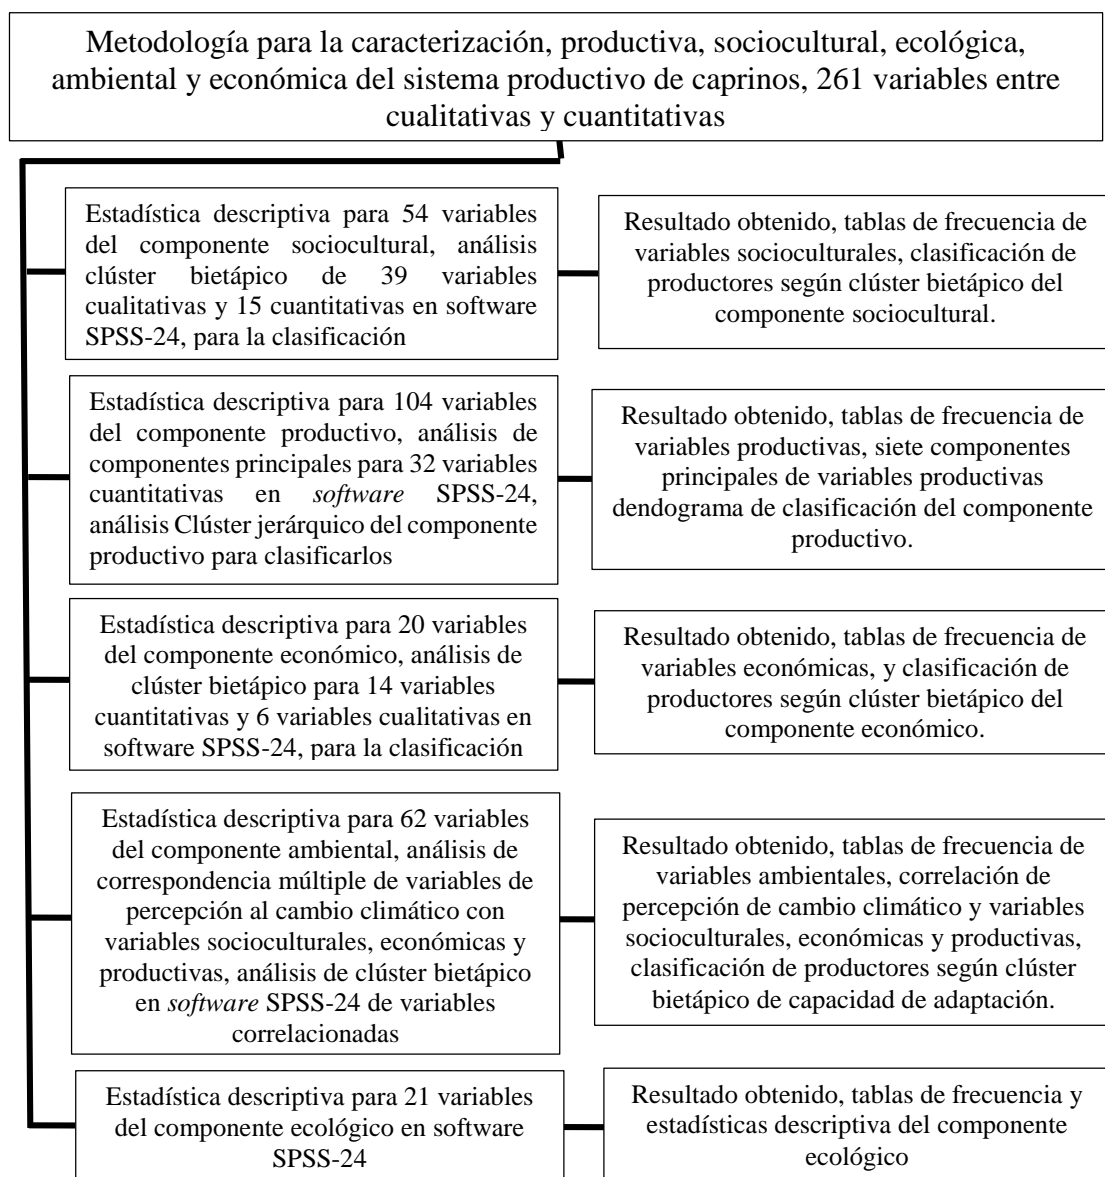 Metodología para la caracterización, productiva, sociocultural, ecológica,
ambiental y económica del sistema productivo de caprinos, 261 variables entre
cualitativas y cuantitativas
Estadística descriptiva para 54 variables
del componente sociocultural, análisis
clúster bietápico de 39 variables
cualitativas y 15 cuantitativas en software
SPSS-24, para la clasificación
Resultado obtenido, tablas de frecuencia de
variables socioculturales, clasificación de
productores según clúster bietápico del
componente sociocultural.
Estadística descriptiva para 104 variables
del componente productivo, análisis de
componentes principales para 32 variables
cuantitativas en software SPSS-24,
análisis Clúster jerárquico del componente
productivo para clasificarlos
Resultado obtenido, tablas de frecuencia de
variables productivas, siete componentes
principales de variables productivas
dendograma de clasificación del componente
productivo.
Estadística descriptiva para 20 variables
del componente económico, análisis de
clúster bietápico para 14 variables
cuantitativas y 6 variables cualitativas en
software SPSS-24, para la clasificación
Resultado obtenido, tablas de frecuencia de
variables económicas, y clasificación de
productores según clúster bietápico del
componente económico.
Estadística descriptiva para 62 variables
del componente ambiental, análisis de
correspondencia múltiple de variables de
percepción al cambio climático con
variables socioculturales, económicas y
productivas, análisis de clúster bietápico
en software SPSS-24 de variables
correlacionadas
Resultado obtenido, tablas de frecuencia de
variables ambientales, correlación de
percepción de cambio climático y variables
socioculturales, económicas y productivas,
clasificación de productores según clúster
bietápico de capacidad de adaptación.
Estadística descriptiva para 21 variables
del componente ecológico en software
SPSS-24
Resultado obtenido, tablas de frecuencia y
estadísticas descriptiva del componente
ecológico